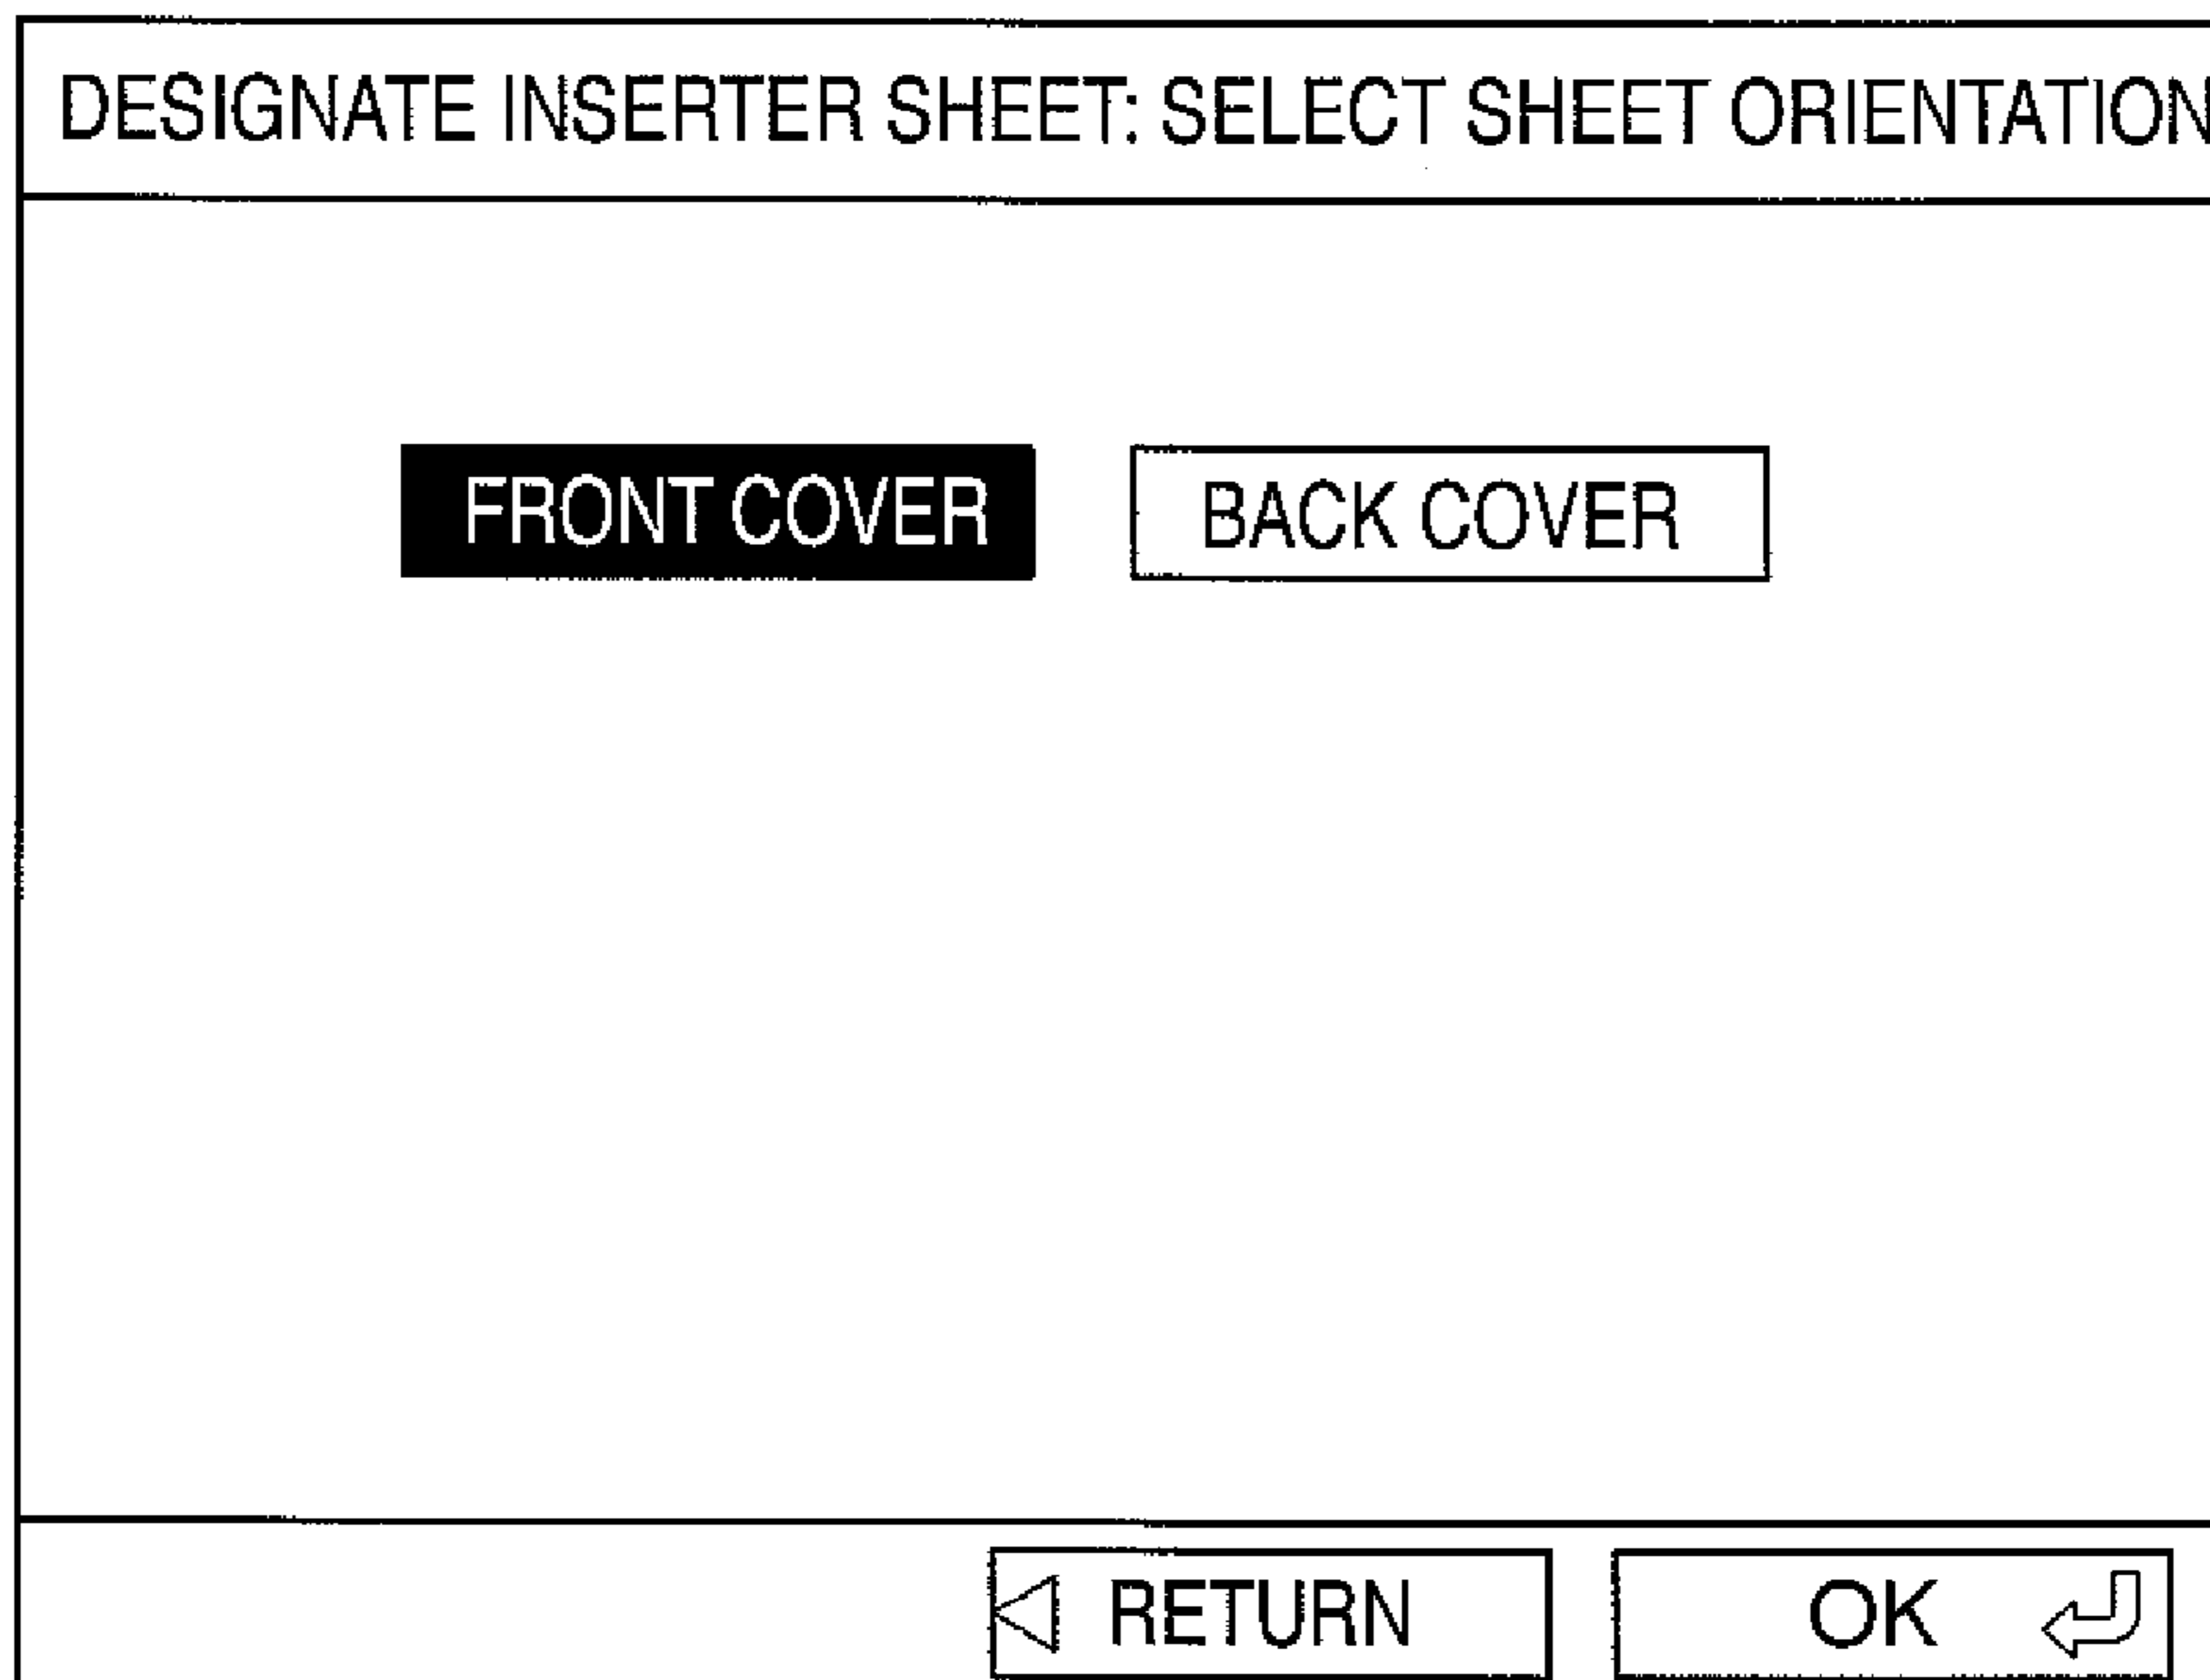 DESIGNATE INSERTER SHEET: SELECT SHEET ORIENTATION
FRONT COVER BACK COVER
RETURN OK